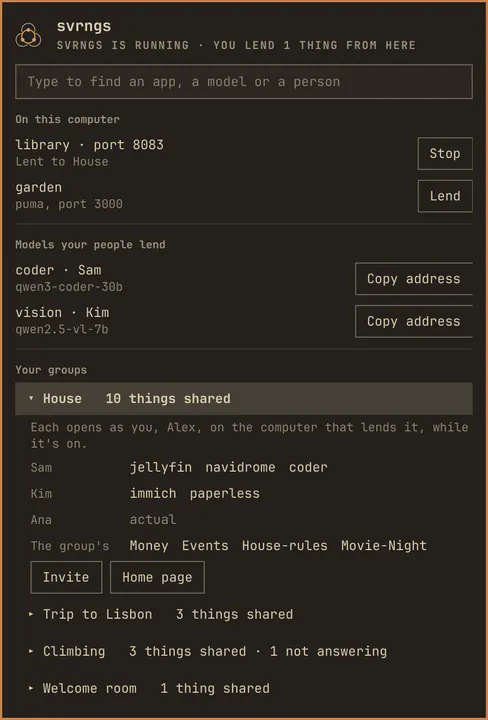 svrngs
SVRNGS IS RUNNING · YOU LEND 1 THING FROM HERE
Type to find an app, a model or a person
On this computer
library · port 8083
Lent to House
Stop
garden
puma, port 3000
Lend
Models your people lend
coder · Sam
qwen3-coder-30b
Copy address
vision · Kim
qwen2.5-vl-7b
Copy address
Your groups
▾ House 10 things shared
Each opens as you, Alex, on the computer that lends it, while
it's on.
Sam jellyfin navidrome coder
Kim immich paperless
Ana actual
The group's Money Events House-rules Movie-Night
Invite Home page
▸ Trip to Lisbon 3 things shared
▸ Climbing 3 things shared · 1 not answering
▸ Welcome room 1 thing shared